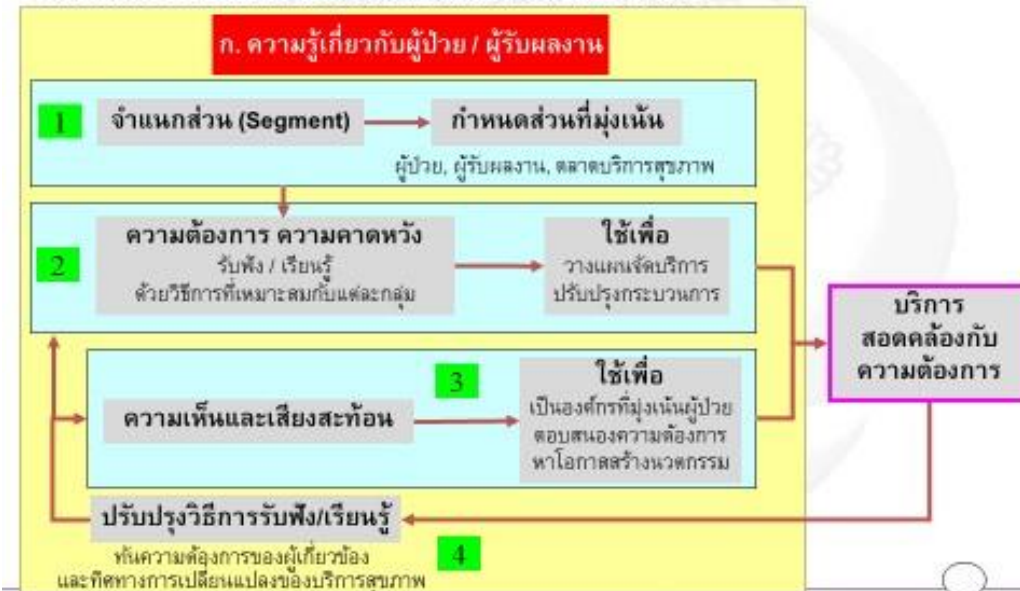 ก. ความรู้เกี่ยวกับผู้ป่วย / ผู้รับผลงาน
1
จำแนกส่วน (Segment)
กำหนดส่วนที่มุ่งเน้น
ผู้ป่วย, ผู้รับผลงาน, ตลาดบริการสุขภาพ
2
ความต้องการ ความคาดหวัง
รับฟัง / เรียนรู้
ด้วยวิธีการที่เหมาะสมกับแต่ละกลุ่ม
ใช้เพื่อ
วางแผนจัดบริการ
ปรับปรุงกระบวนการ
3
ความเห็นและเสียงสะท้อน
ใช้เพื่อ
เป็นองค์กรที่มุ่งเน้นผู้ป่วย
ตอบสนองความต้องการ
หาโอกาสสร้างนวตกรรม
บริการ
สอดคล้องกับ
ความต้องการ
ปรับปรุงวิธีการรับฟัง/เรียนรู้
4
ทันความต้องการของผู้เกี่ยวข้อง
และทิศทางการเปลี่ยนแปลงของบริการสุขภาพ